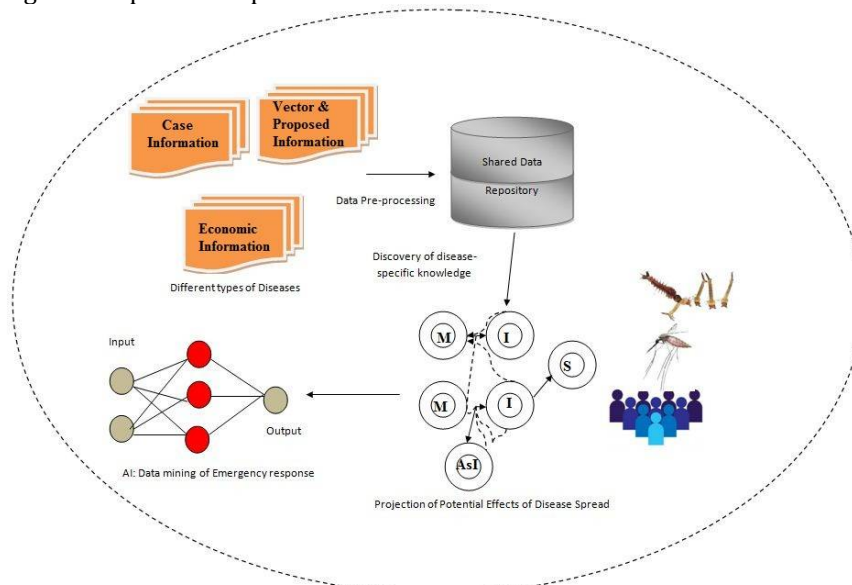 Case
Information
Vector &
Proposed
Information
Economic
Information
Different types of Diseases
Data Pre-processing
Shared Data
Repository
Discovery of disease-
specific knowledge
M
I
S
M
I
AsI
Projection of Potential Effects of Disease Spread
Input
Output
AI: Data mining of Emergency response